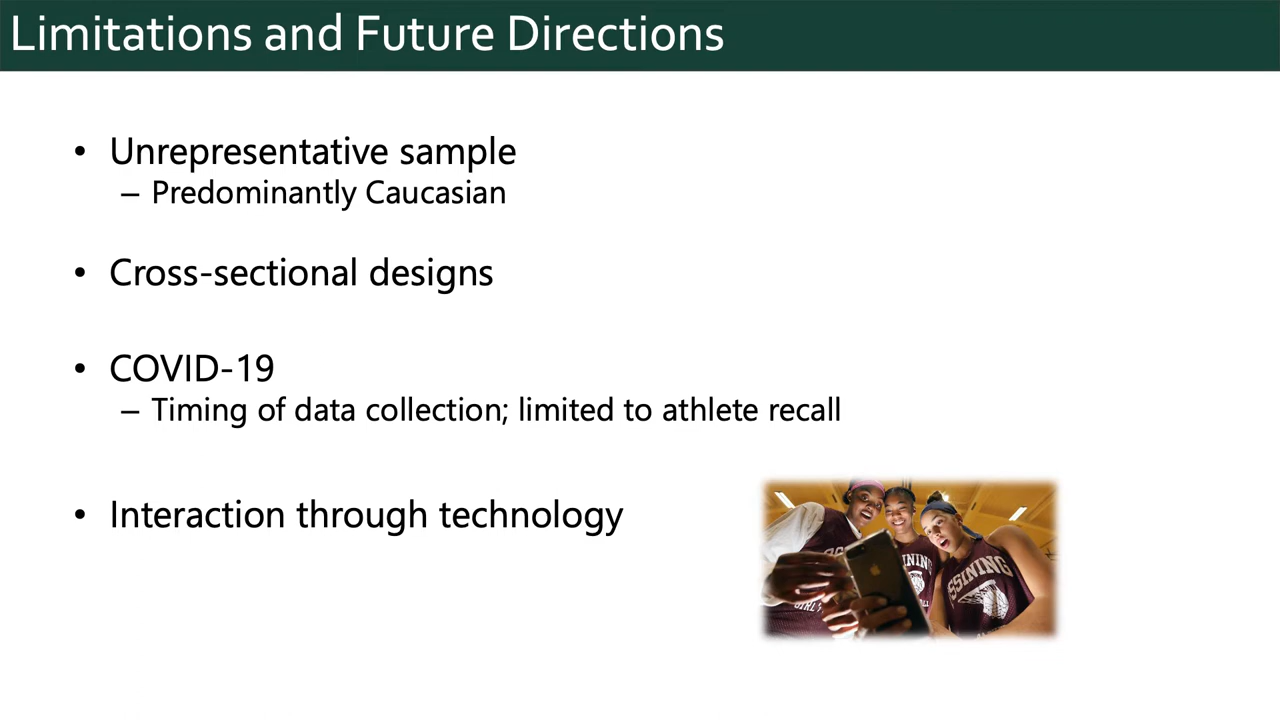 Limitations and Future Directions
• Unrepresentative sample
– Predominantly Caucasian
• Cross-sectional designs
• COVID-19
– Timing of data collection; limited to athlete recall
• Interaction through technology
SSINING